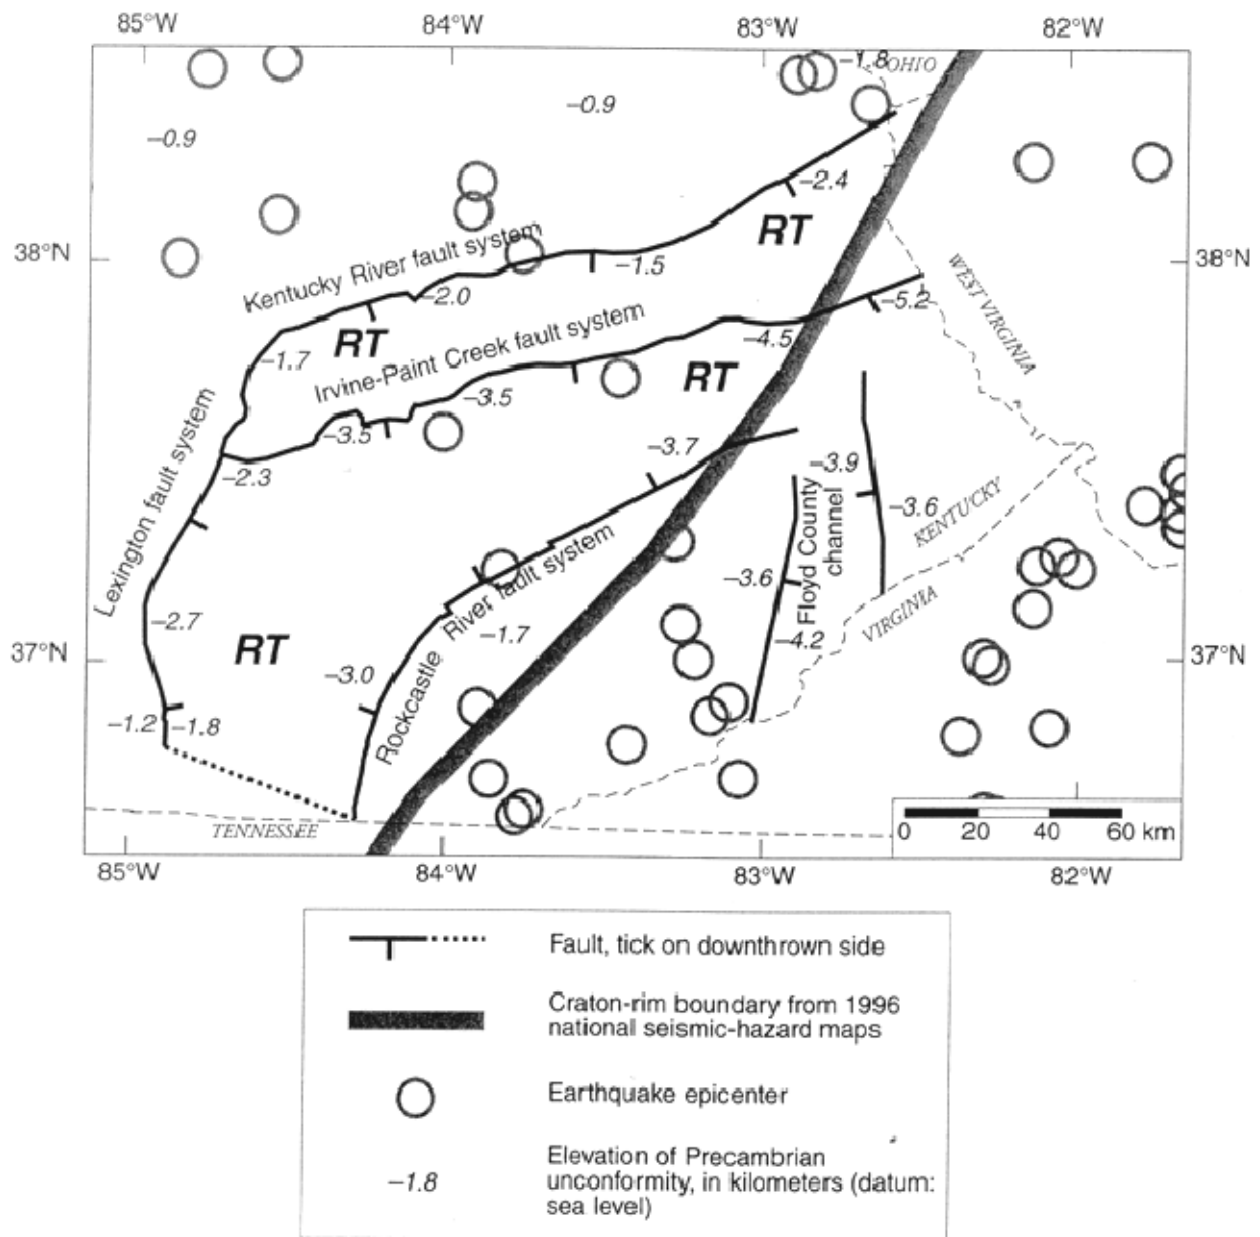 85°W 84°W 83°W 82°W
–1.8
OHIO
–0.9
–0.9
–2.4
RT
38°N
38°N
Kentucky River fault system
–1.5
WEST VIRGINIA
–2.0
–5.2
RT
Irvine-Paint Creek fault system
–1.7
–4.5
RT
–3.5
–3.5
Lexington fault system
–2.3
–3.7
–3.9
–3.6
KENTUCKY
Floyd County
channel
–3.6
VIRGINIA
Rockcastle River fault system
–2.7
–1.7
–4.2
RT
37°N
37°N
–3.0
–1.2
–1.8
TENNESSEE
0 20 40 60 km
85°W 84°W 83°W 82°W
Fault, tick on downthrown side
Craton-rim boundary from 1996
national seismic-hazard maps
Earthquake epicenter
–1.8
Elevation of Precambrian
unconformity, in kilometers (datum:
sea level)